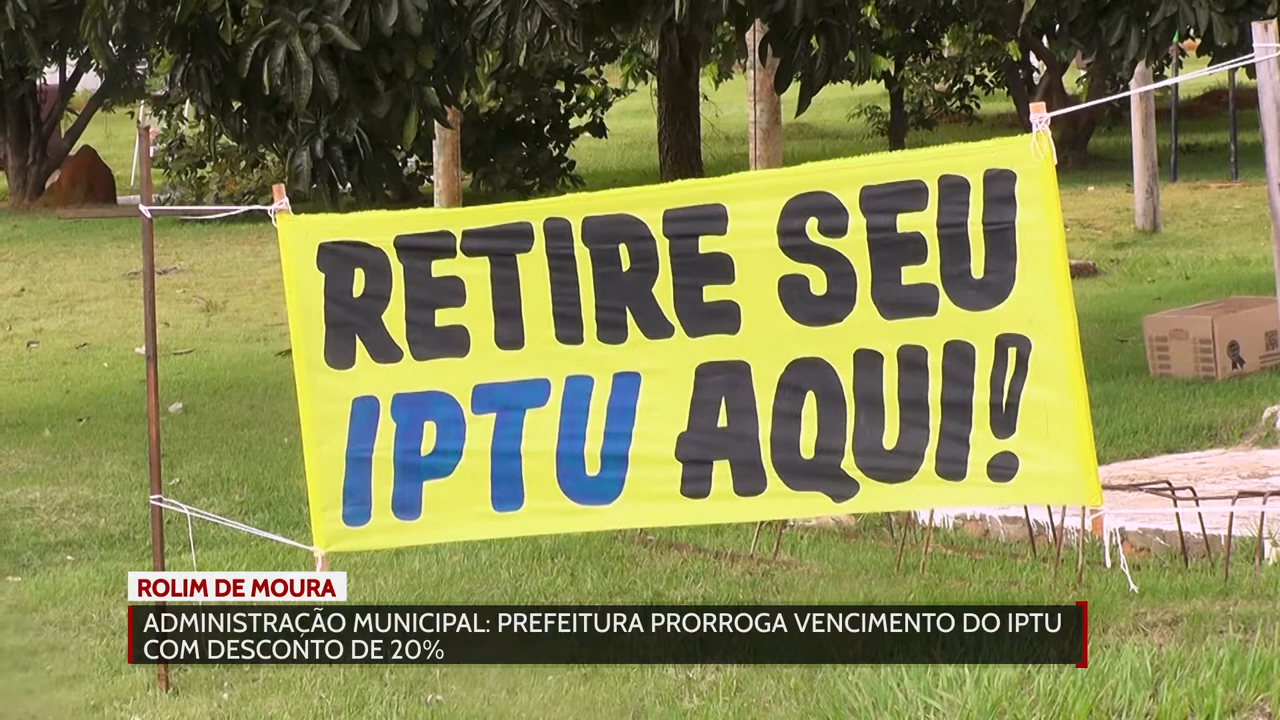 RETIRE SEU
IPTU AQUI!
ROLIM DE MOURA
ADMINISTRAÇÃO MUNICIPAL: PREFEITURA PRORROGA VENCIMENTO DO IPTU
COM DESCONTO DE 20%